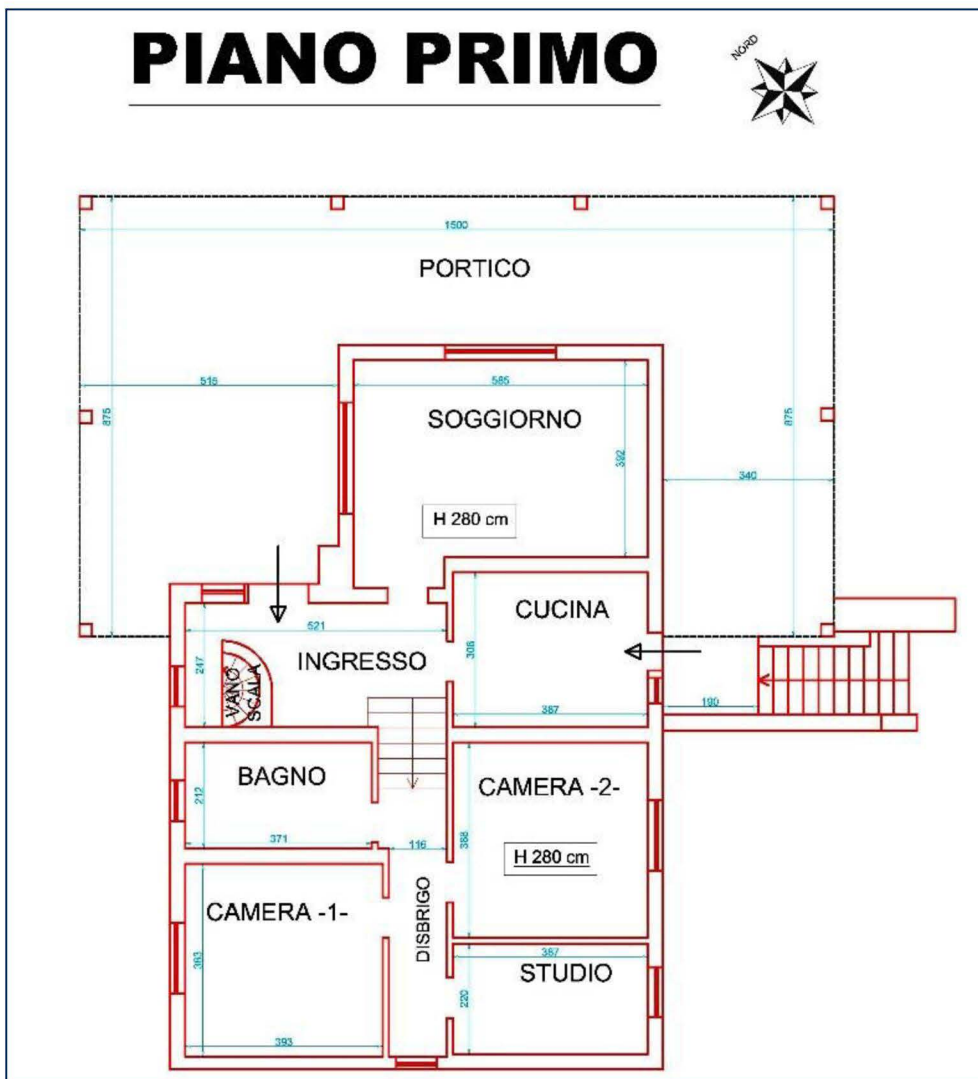 PIANO PRIMO
NORD
1500
PORTICO
515
585
875
875
SOGGIORNO
392
340
H 280 cm
CUCINA
521
308
INGRESSO
247
VANO
SCALA
387
190
BAGNO
CAMERA -2-
212
371
116
388
H 280 cm
CAMERA -1-
DISBRIGO
383
387
STUDIO
220
393